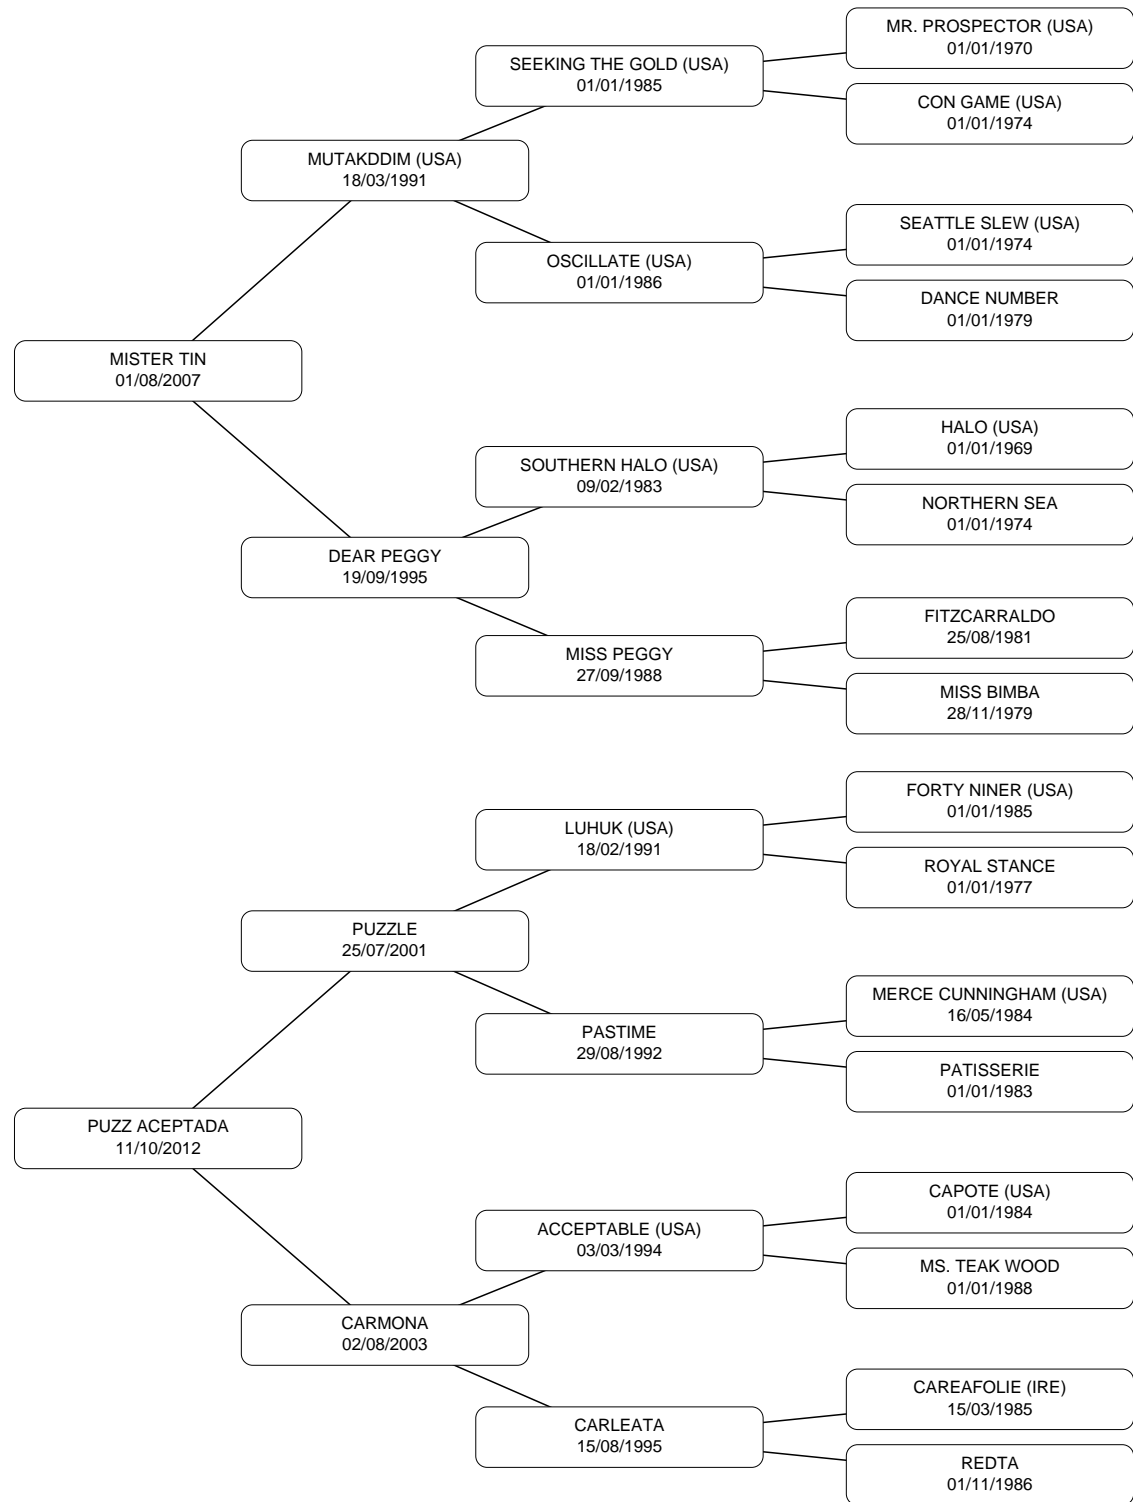 MR. PROSPECTOR (USA)
01/01/1970
SEEKING THE GOLD (USA)
01/01/1985
CON GAME (USA)
01/01/1974
MUTAKDDIM (USA)
18/03/1991
SEATTLE SLEW (USA)
01/01/1974
OSCILLATE (USA)
01/01/1986
DANCE NUMBER
01/01/1979
MISTER TIN
01/08/2007
HALO (USA)
01/01/1969
SOUTHERN HALO (USA)
09/02/1983
NORTHERN SEA
01/01/1974
DEAR PEGGY
19/09/1995
FITZCARRALDO
25/08/1981
MISS PEGGY
27/09/1988
MISS BIMBA
28/11/1979
FORTY NINER (USA)
01/01/1985
LUHUK (USA)
18/02/1991
ROYAL STANCE
01/01/1977
PUZZLE
25/07/2001
MERCE CUNNINGHAM (USA)
16/05/1984
PASTIME
29/08/1992
PATISSERIE
01/01/1983
PUZZ ACEPTADA
11/10/2012
CAPOTE (USA)
01/01/1984
ACCEPTABLE (USA)
03/03/1994
MS. TEAK WOOD
01/01/1988
CARMONA
02/08/2003
CAREAFOLIE (IRE)
15/03/1985
CARLEATA
15/08/1995
REDTA
01/11/1986